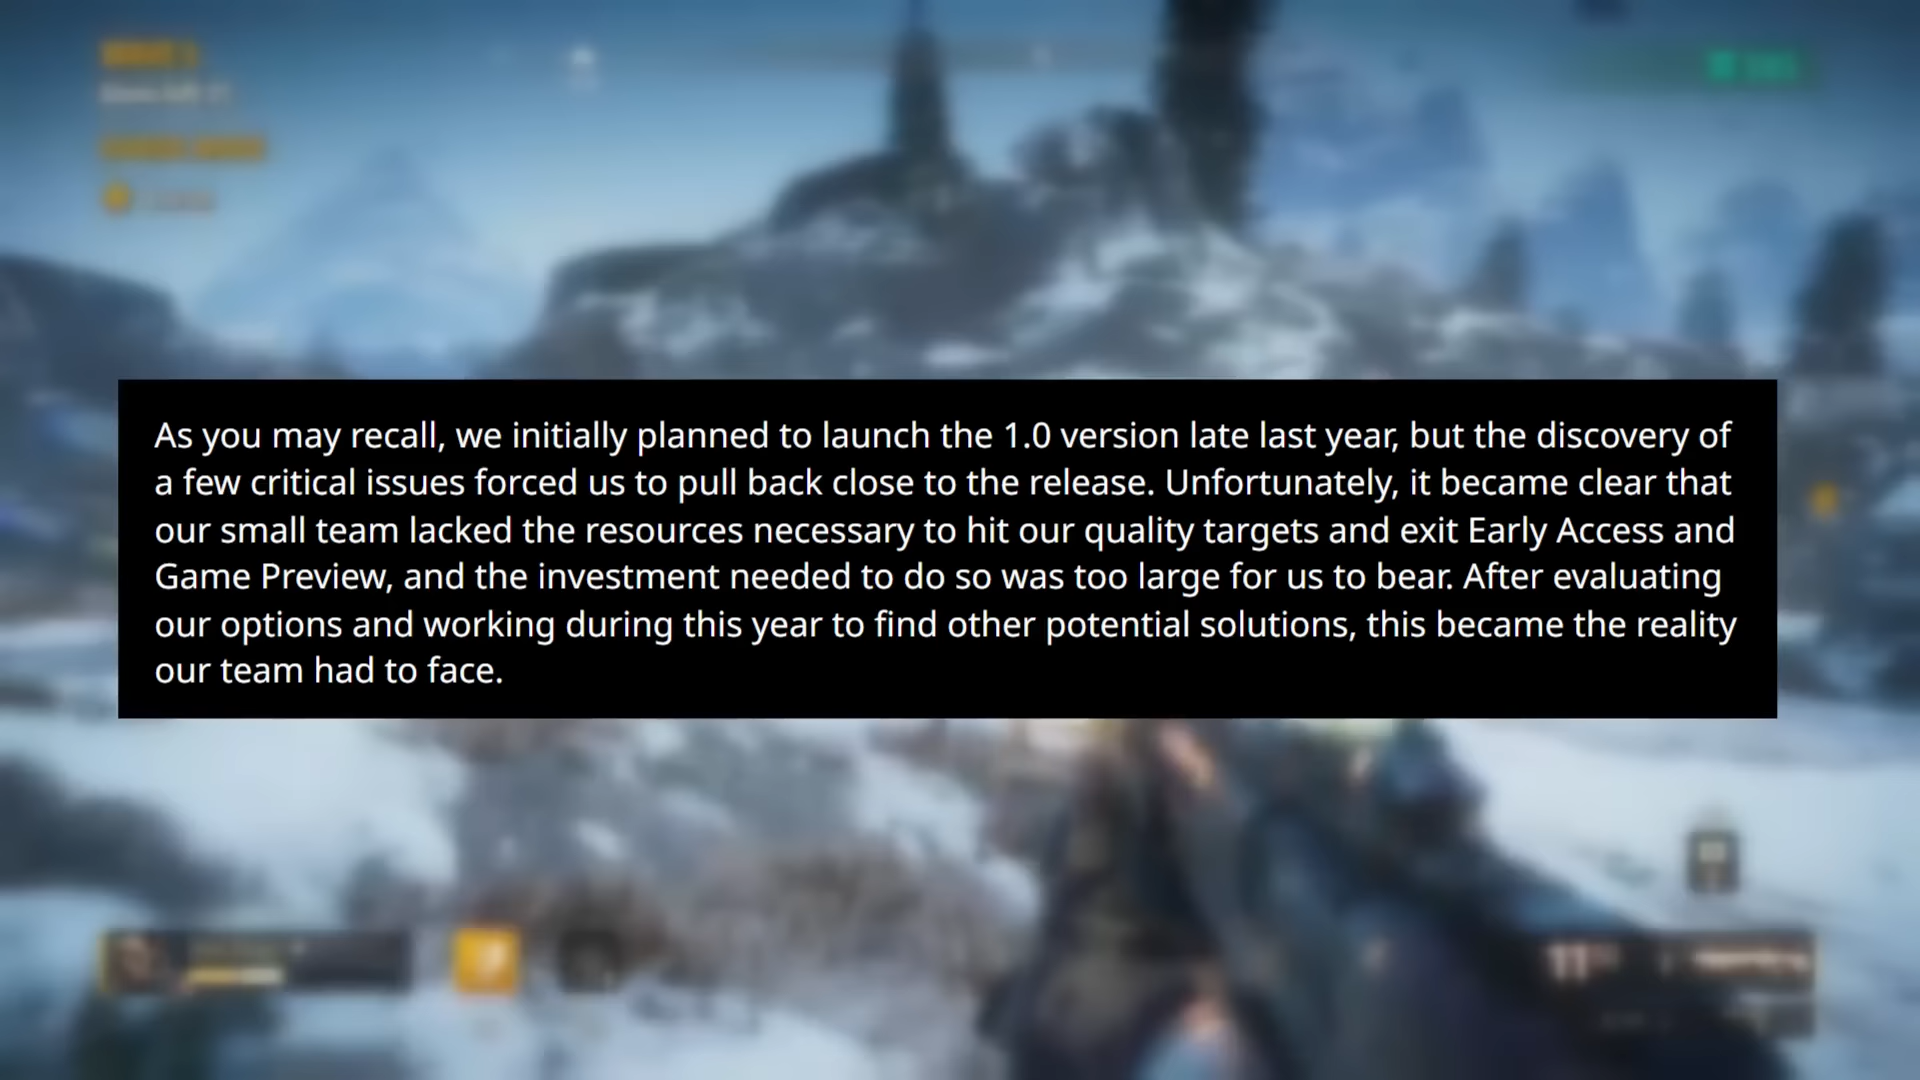 As you may recall, we initially planned to launch the 1.0 version late last year, but the discovery of
a few critical issues forced us to pull back close to the release. Unfortunately, it became clear that
our small team lacked the resources necessary to hit our quality targets and exit Early Access and
Game Preview, and the investment needed to do so was too large for us to bear. After evaluating
our options and working during this year to find other potential solutions, this became the reality
our team had to face.